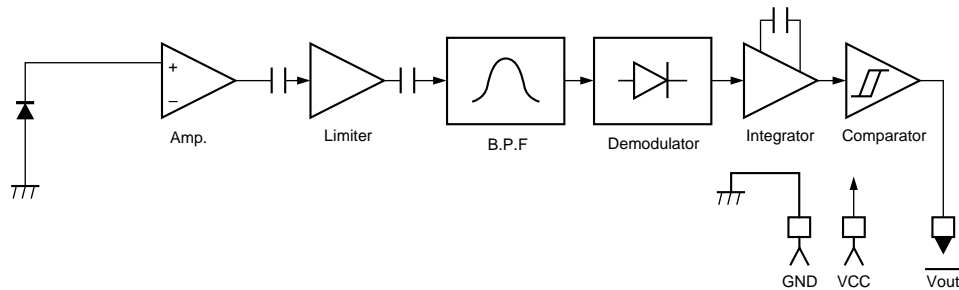 +
−
Amp.
Limiter
B.P.F
Demodulator
Integrator
Comparator
GND
VCC
Vout